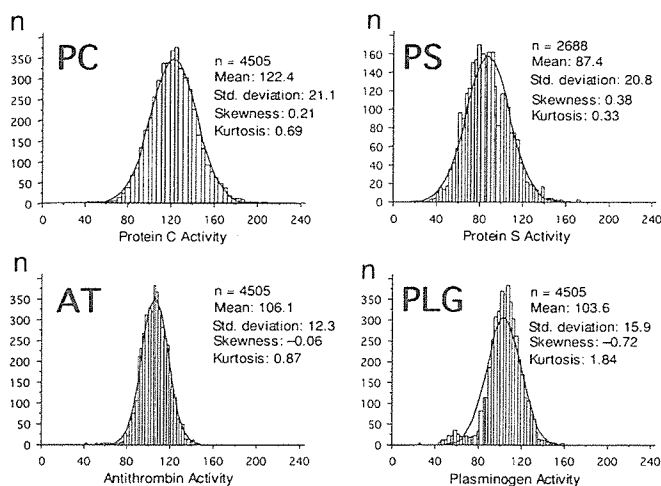 n
PC
n = 4505
Mean: 122.4
Std. deviation: 21.1
Skewness: 0.21
Kurtosis: 0.69
350
300
250
200
150
100
50
0
0 40 80 120 160 200 240
Protein C Activity
n
PS
n = 2688
Mean: 87.4
Std. deviation: 20.8
Skewness: 0.38
Kurtosis: 0.33
160
140
120
100
80
60
40
20
0
0 40 80 120 160 200 240
Protein S Activity
n
AT
n = 4505
Mean: 106.1
Std. deviation: 12.3
Skewness: –0.06
Kurtosis: 0.87
350
300
250
200
150
100
50
0
0 40 80 120 160 200 240
Antithrombin Activity
n
PLG
n = 4505
Mean: 103.6
Std. deviation: 15.9
Skewness: –0.72
Kurtosis: 1.84
350
300
250
200
150
100
50
0
0 40 80 120 160 200 240
Plasminogen Activity